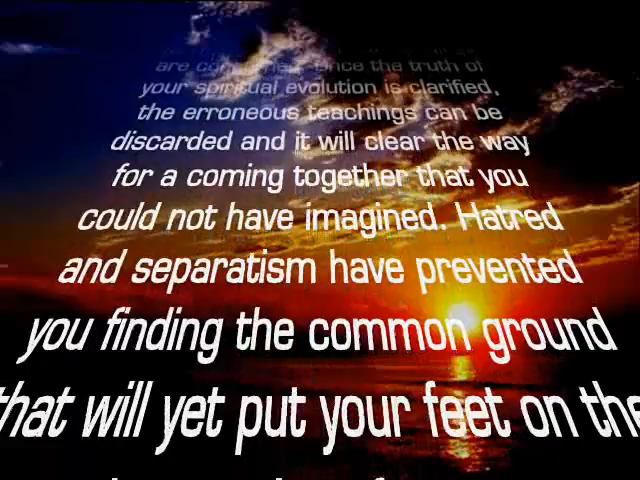 are concerned. Once the truth of
your spiritual evolution is clarified,
the erroneous teachings can be
discarded and it will clear the way
for a coming together that you
could not have imagined. Hatred
and separatism have prevented
you finding the common ground
that will yet put your feet on the